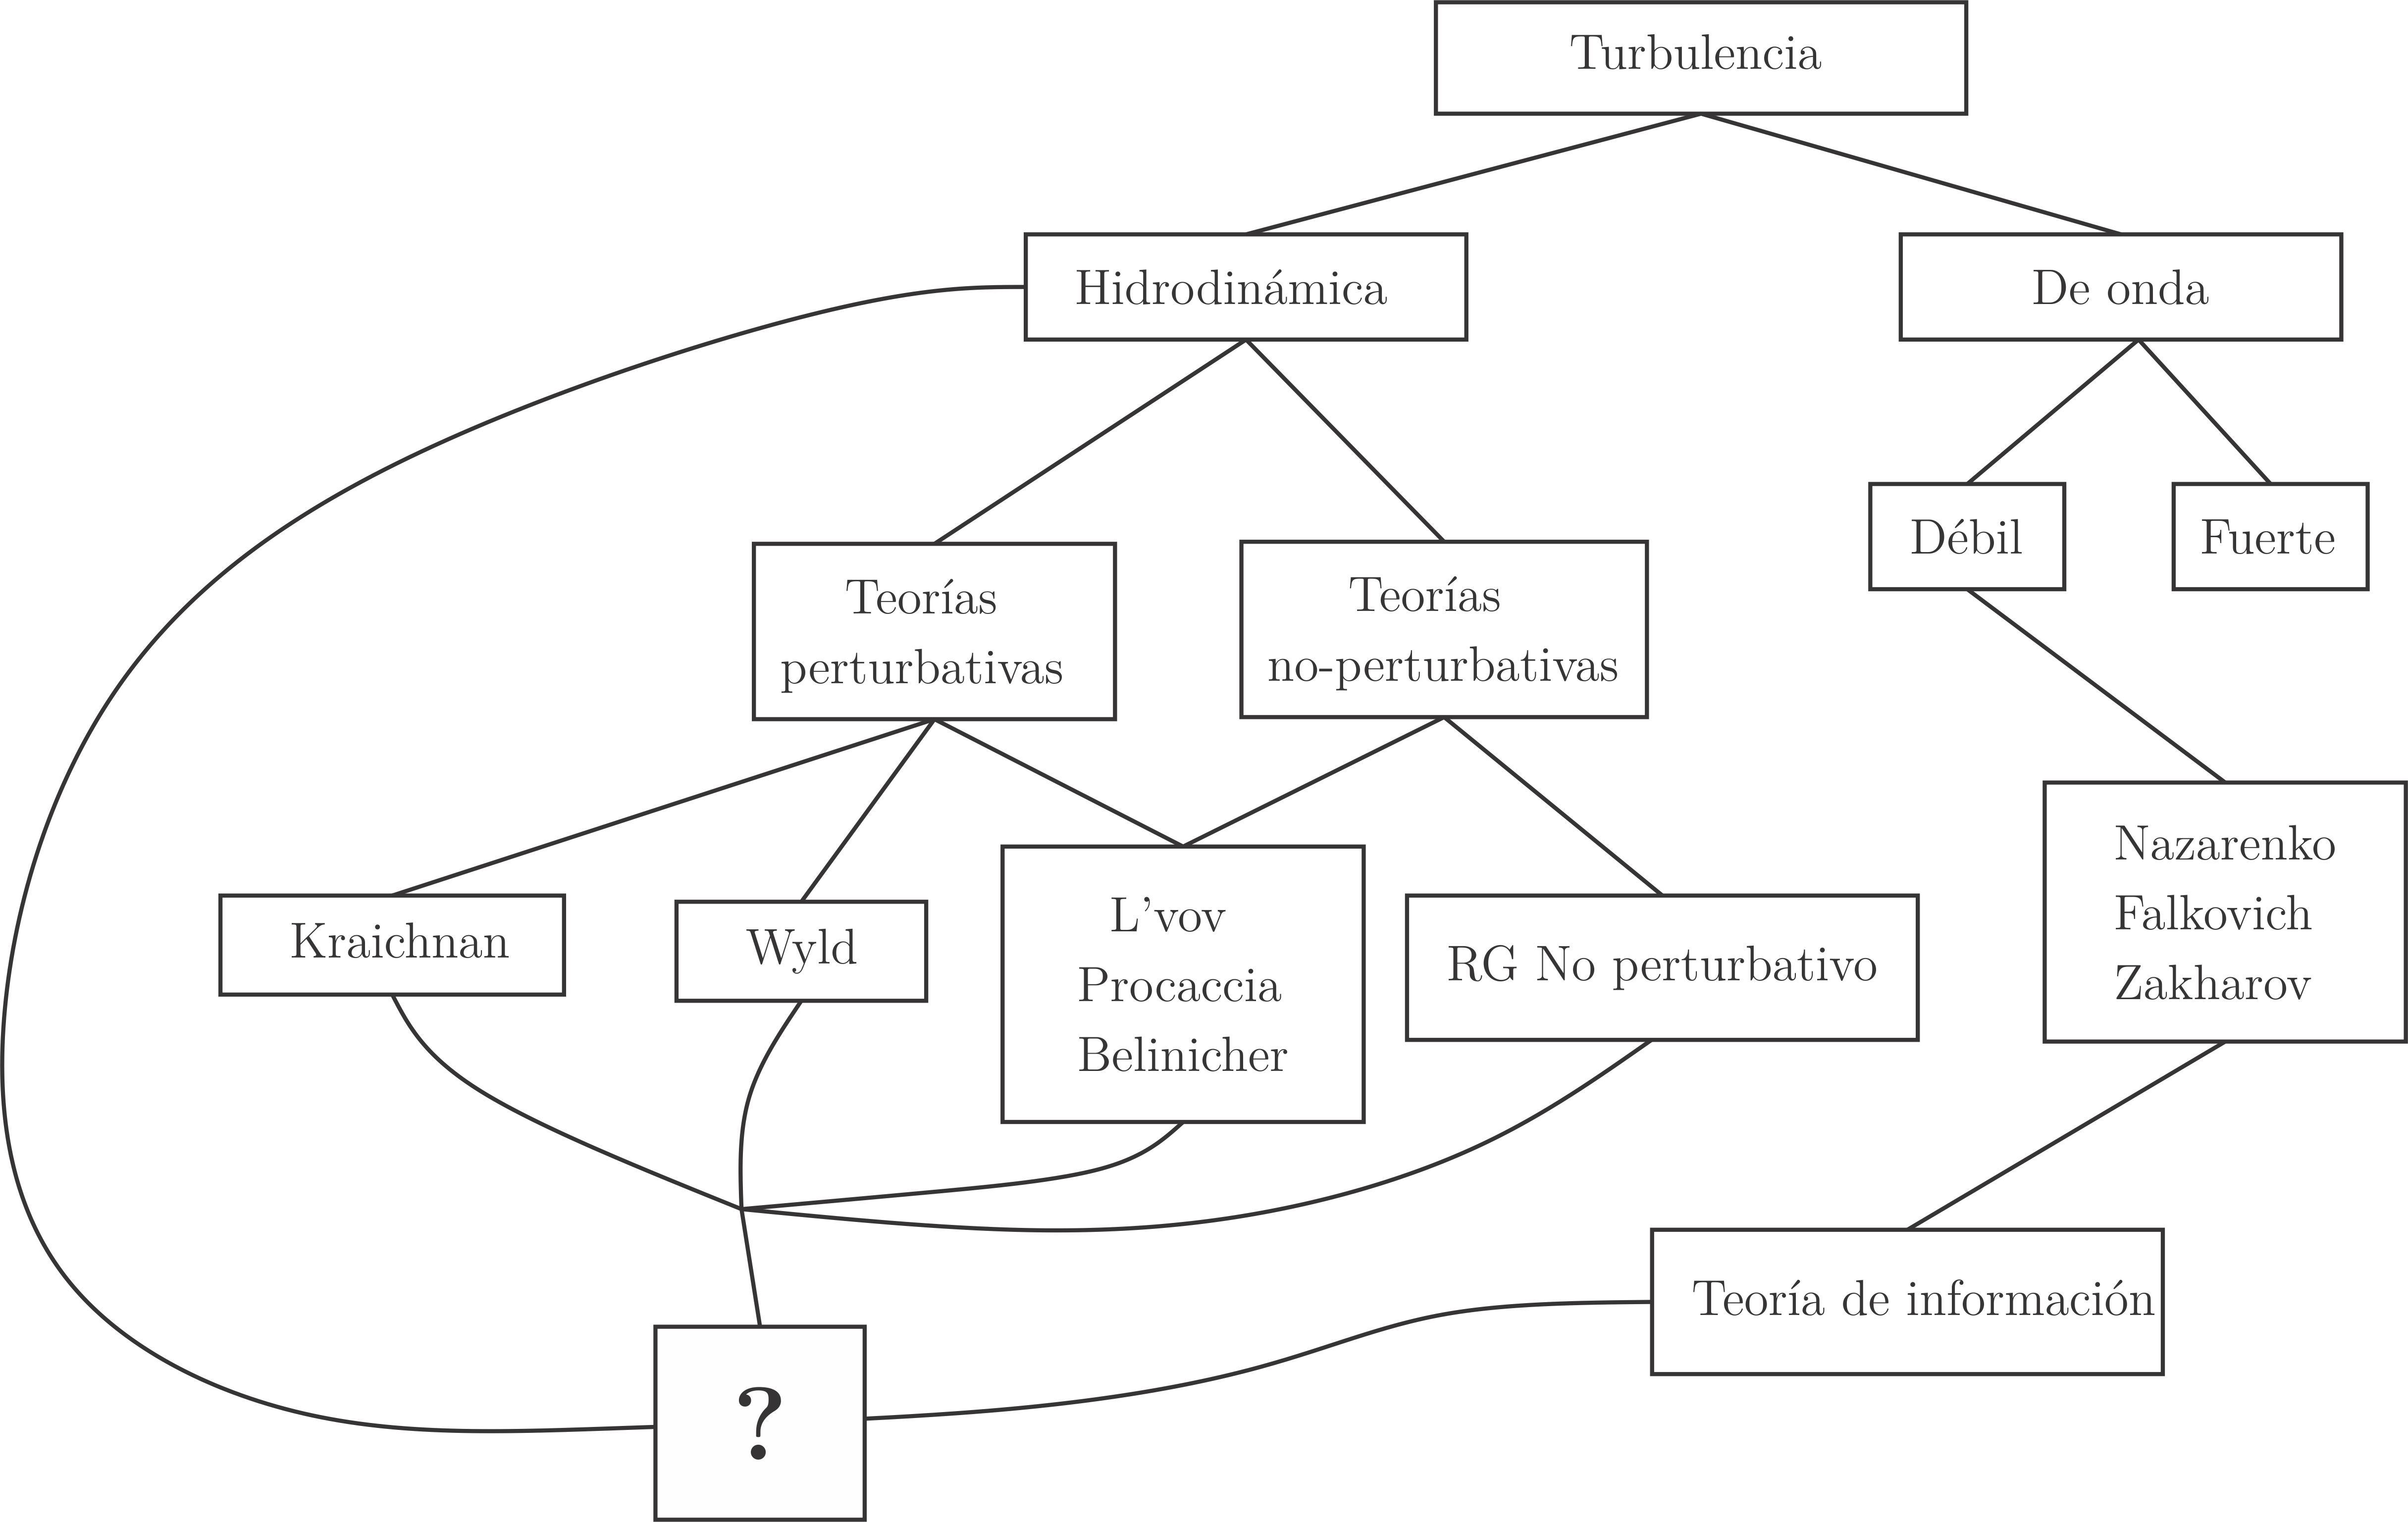 Turbulencia
Hidrodinámica
De onda
Débil
Fuerte
Teorías
perturbativas
Teorías
no-perturbativas
Kraichnan
Wyld
L'vov
Procaccia
Belinicher
RG No perturbativo
Nazarenko
Falkovich
Zakharov
Teoría de información
?